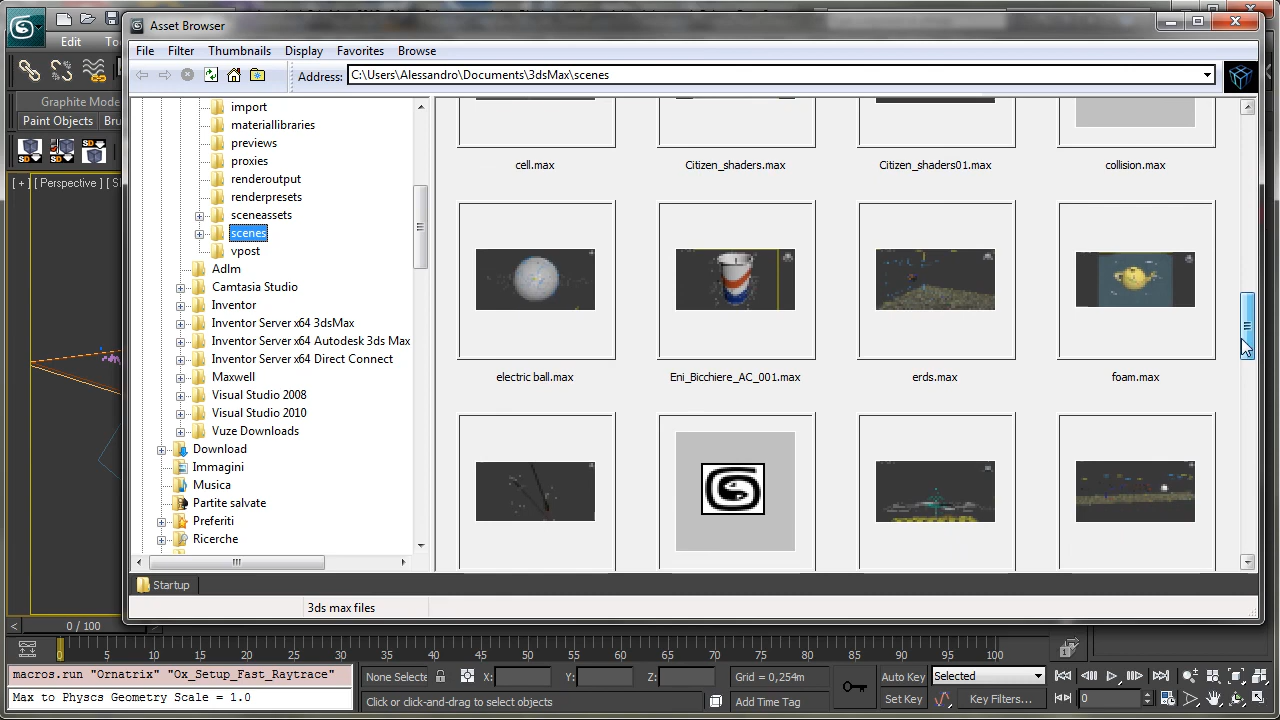 Asset Browser
Edit
File Filter Thumbnails Display Favorites Browse
Address: C:\Users\Alessandro\Documents\3dsMax\scenes
Graphite Mode
Paint Objects
[ + ] [ Perspective ]
import
materiallibraries
previews
proxies
renderoutput
renderpresets
sceneassets
scenes
vpost
Adlm
Camtasia Studio
Inventor
Inventor Server x64 3dsMax
Inventor Server x64 Autodesk 3ds Max
Inventor Server x64 Direct Connect
Maxwell
Visual Studio 2008
Visual Studio 2010
Vuze Downloads
Download
Immagini
Musica
Partite salvate
Preferiti
Ricerche
cell.max Citizen_shaders.max Citizen_shaders01.max collision.max
electric ball.max Eni_Bicchiere_AC_001.max erds.max foam.max
Startup
3ds max files
0 / 100
0 5 10 15 20 25 30 35 40 45 50 55 60 65 70 75 80 85 90 95 100
macros.run "Ornatrix" "Ox_Setup_Fast_Raytrace"
Max to Physcs Geometry Scale = 1.0
None Selecte X: Y: Z: Grid = 0,254m
Click or click-and-drag to select objects Add Time Tag
Auto Key Selected
Set Key Key Filters... 0